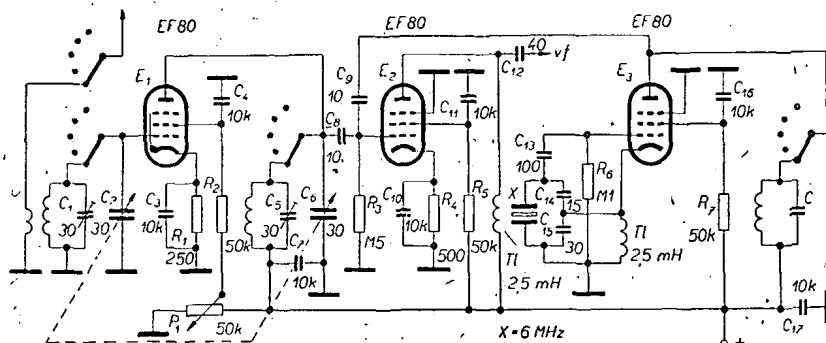 EF80
EF80
EF80
E1
E2
E3
C4
10k
C9
10
C8
10
C12
40
vf
C11
10k
C16
10k
C13
100
C1
30
C2
30
C3
10k
R1
250
R2
50k
C5
30
C6
30
C7
10k
R3
M5
C10
10k
R4
500
R5
50k
Tl
2,5 mH
X
C14
15
C15
30
R6
M1
Tl
2,5 mH
R7
50k
C
10k
C17
P1
50k
X=6 MHz
+